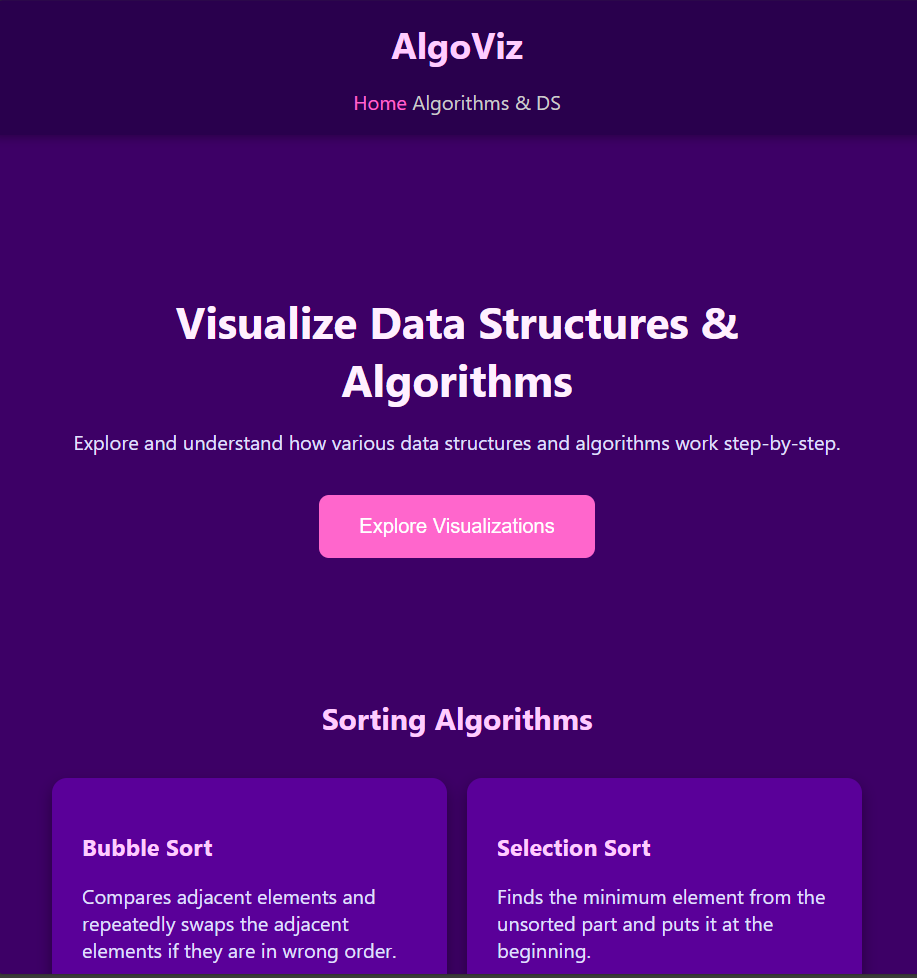 AlgoViz
Home Algorithms & DS
Visualize Data Structures &
Algorithms
Explore and understand how various data structures and algorithms work step-by-step.
Explore Visualizations
Sorting Algorithms
Bubble Sort
Compares adjacent elements and
repeatedly swaps the adjacent
elements if they are in wrong order.
Selection Sort
Finds the minimum element from the
unsorted part and puts it at the
beginning.